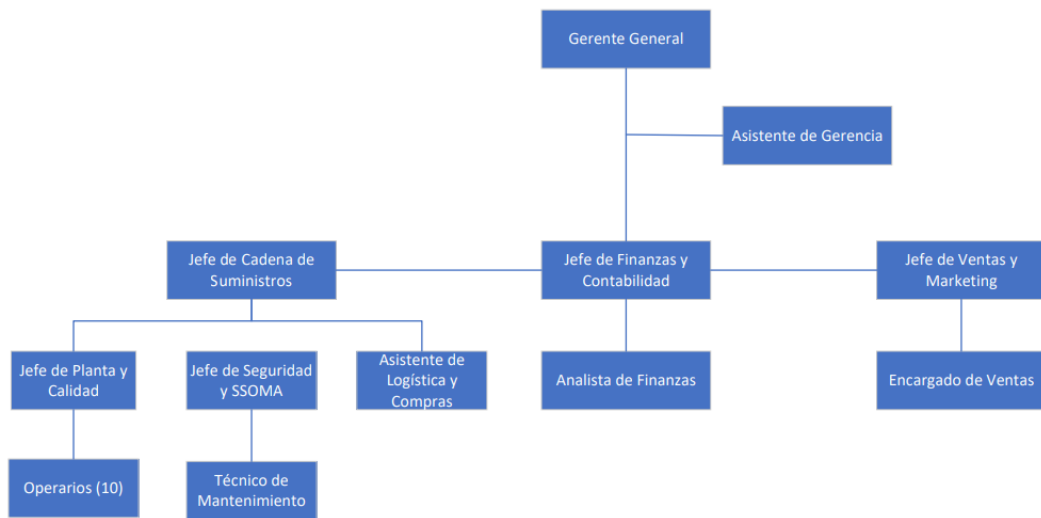 Gerente General
Asistente de Gerencia
Jefe de Cadena de
Suministros
Jefe de Finanzas y
Contabilidad
Jefe de Ventas y
Marketing
Jefe de Planta y
Calidad
Jefe de Seguridad
y SSOMA
Asistente de
Logística y
Compras
Analista de Finanzas
Encargado de Ventas
Operarios (10)
Técnico de
Mantenimiento